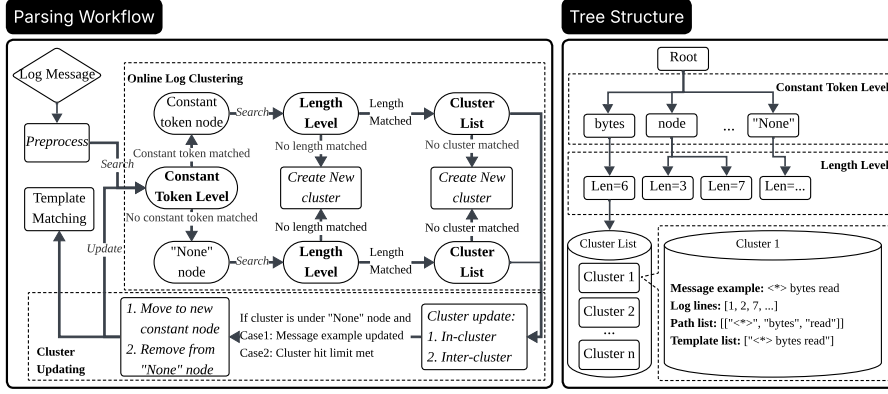 Parsing Workflow
Log Message
Preprocess
Search
Template
Matching
Update
Online Log Clustering
Constant
token node
Search
Length
Level
Length
Matched
Cluster
List
Constant token matched
No length matched
No cluster matched
Constant
Token Level
Create New
cluster
Create New
cluster
No constant token matched
No length matched
No cluster matched
"None"
node
Search
Length
Level
Length
Matched
Cluster
List
Cluster
Updating
1. Move to new
constant node
2. Remove from
"None" node
If cluster is under "None" node and
Case1: Message example updated
Case2: Cluster hit limit met
Cluster update:
1. In-cluster
2. Inter-cluster
Tree Structure
Root
Constant Token Level
bytes
node
...
"None"
Length Level
Len=6
Len=3
Len=7
Len=...
Cluster List
Cluster 1
Cluster 2
...
Cluster n
Cluster 1
Message example: <*> bytes read
Log lines: [1, 2, 7, ...]
Path list: [["<*>", "bytes", "read"]]
Template list: ["<*> bytes read"]